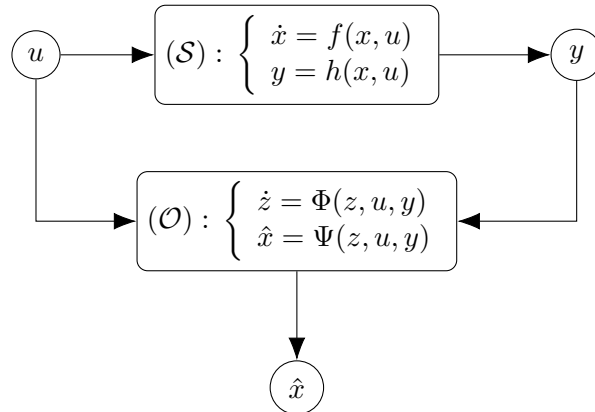 u
(𝒮) : { ẋ = f(x, u)
y = h(x, u)
y
(𝒪) : { ż = Φ(z, u, y)
x̂ = Ψ(z, u, y)
x̂